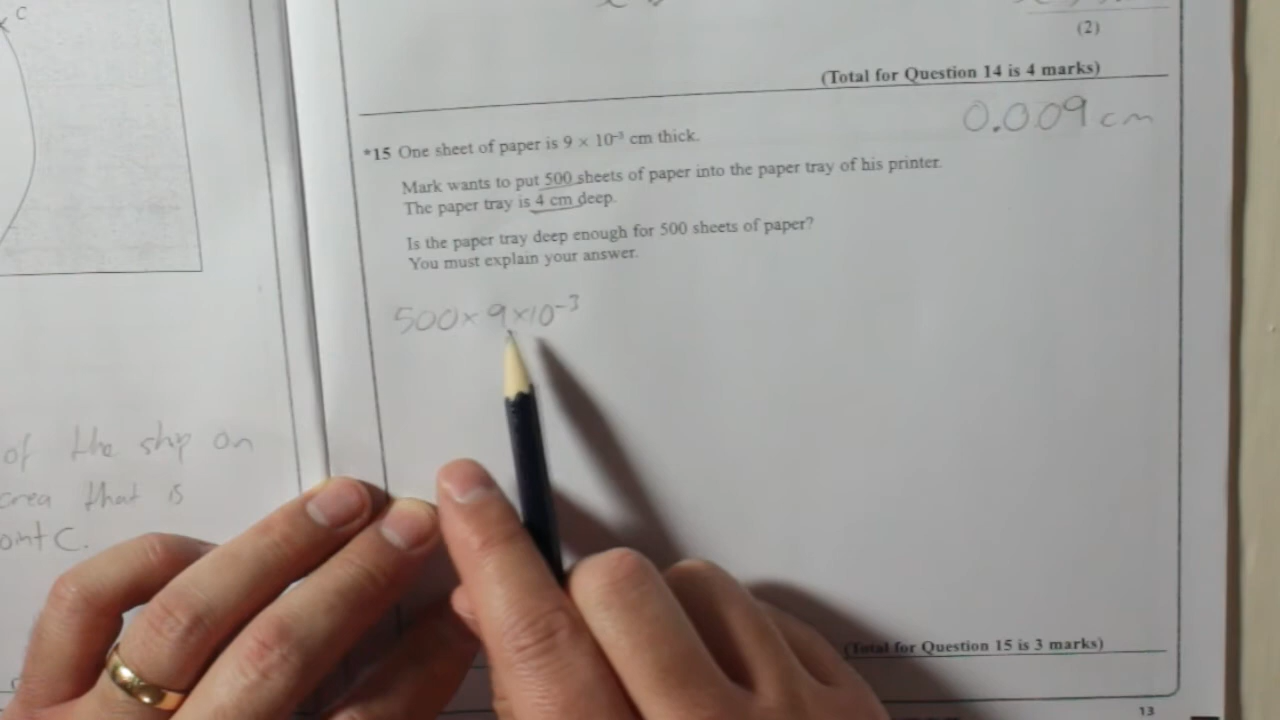 C
(2)
(Total for Question 14 is 4 marks)
0.009 cm
*15 One sheet of paper is 9 × 10⁻³ cm thick.
Mark wants to put 500 sheets of paper into the paper tray of his printer.
The paper tray is 4 cm deep.
Is the paper tray deep enough for 500 sheets of paper?
You must explain your answer.
500 × 9 × 10⁻³
of the ship on
area that is
point C.
(Total for Question 15 is 3 marks)
13